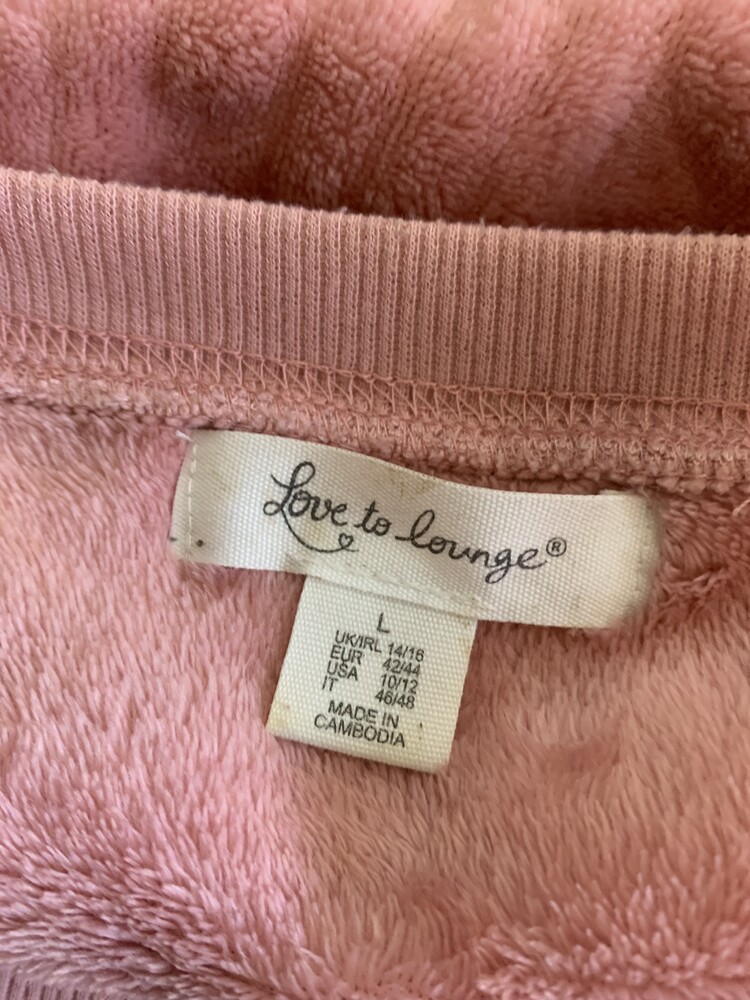 Love to lounge®
L
UK/IRL 14/16
EUR 42/44
USA 10/12
IT 46/48
MADE IN
CAMBODIA